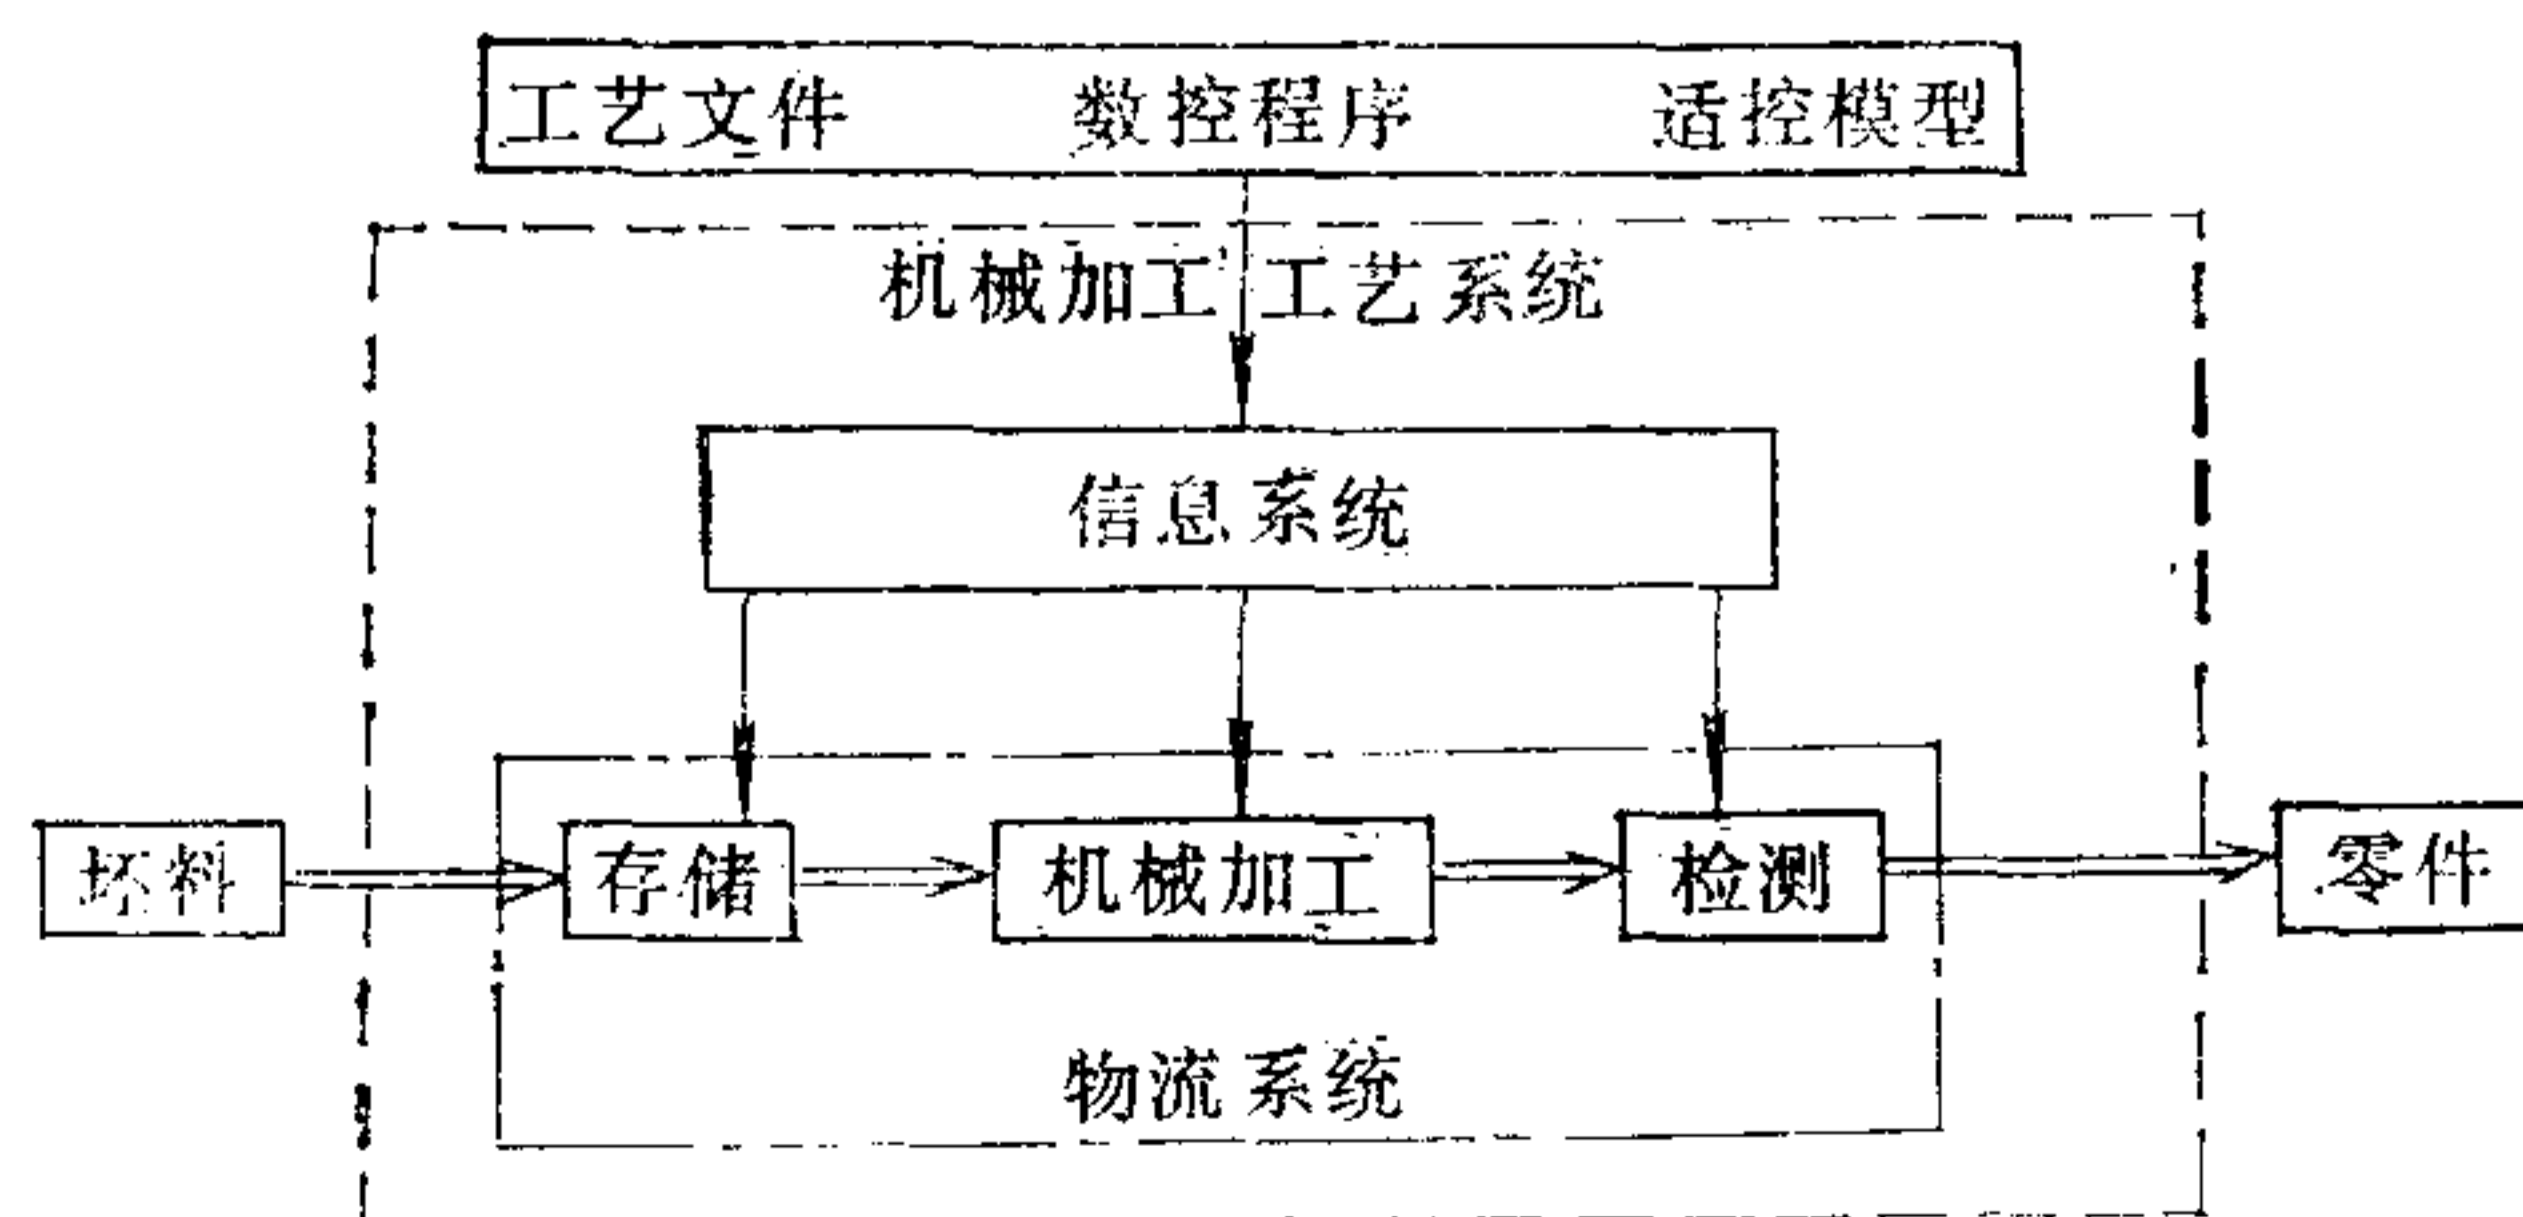 工艺文件 数控程序 适控模型
机械加工工艺系统
信息系统
坯料 存储 机械加工 检测 零件
物流系统